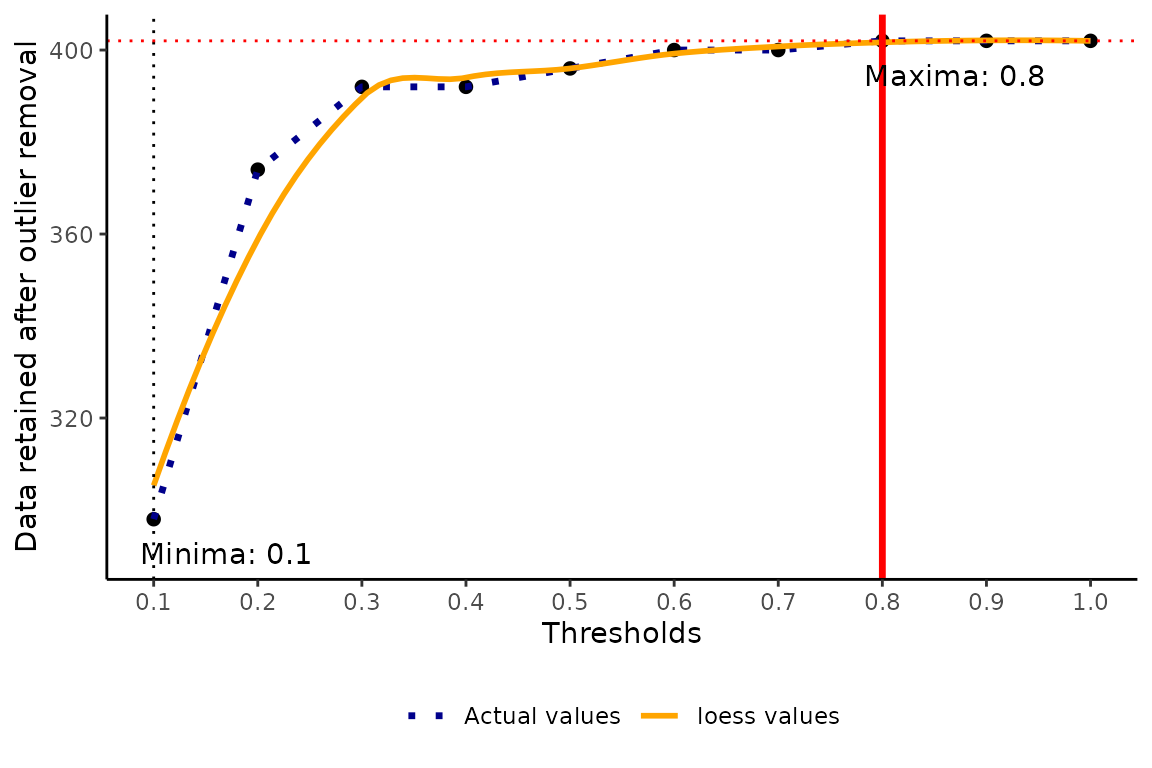 Data retained after outlier removal
400
360
320
Maxima: 0.8
Minima: 0.1
0.1 0.2 0.3 0.4 0.5 0.6 0.7 0.8 0.9 1.0
Thresholds
Actual values loess values